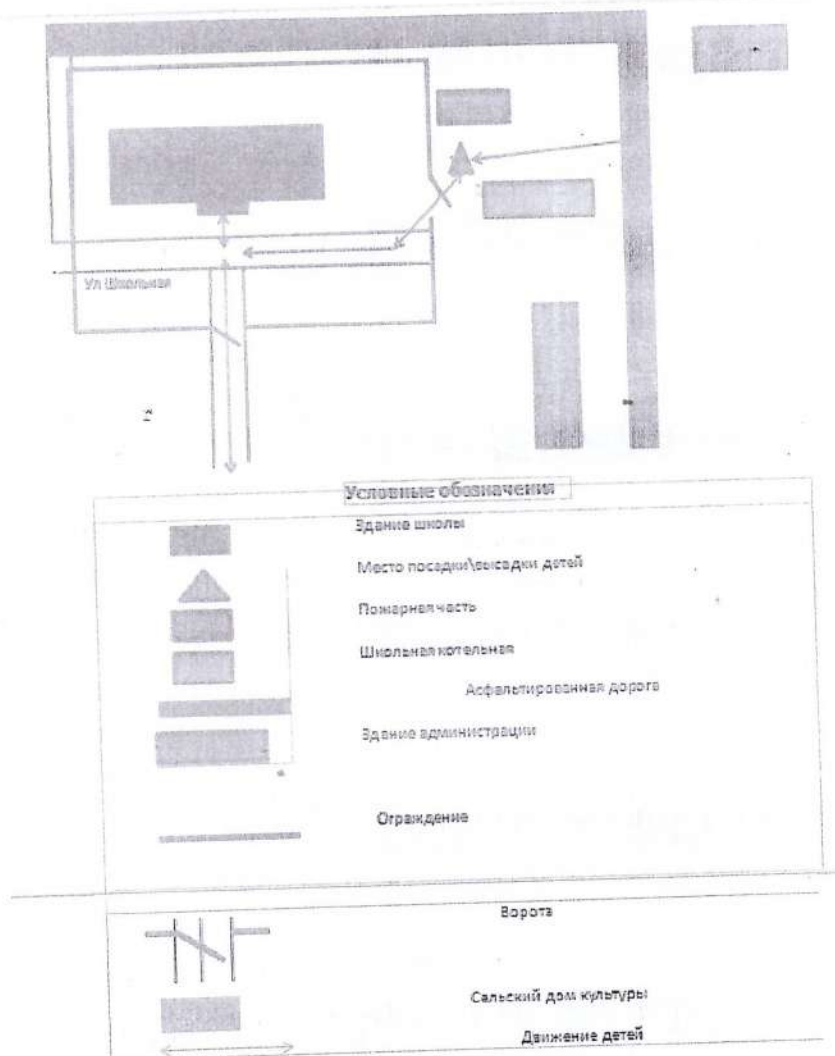 Ул Школьная
Условные обозначения
Здание школы
Место посадки\высадки детей
Пожарная часть
Школьная котельная
Асфальтированная дорога
Здание администрации
Ограждение
Ворота
Сальский дом культуры
Движение детей